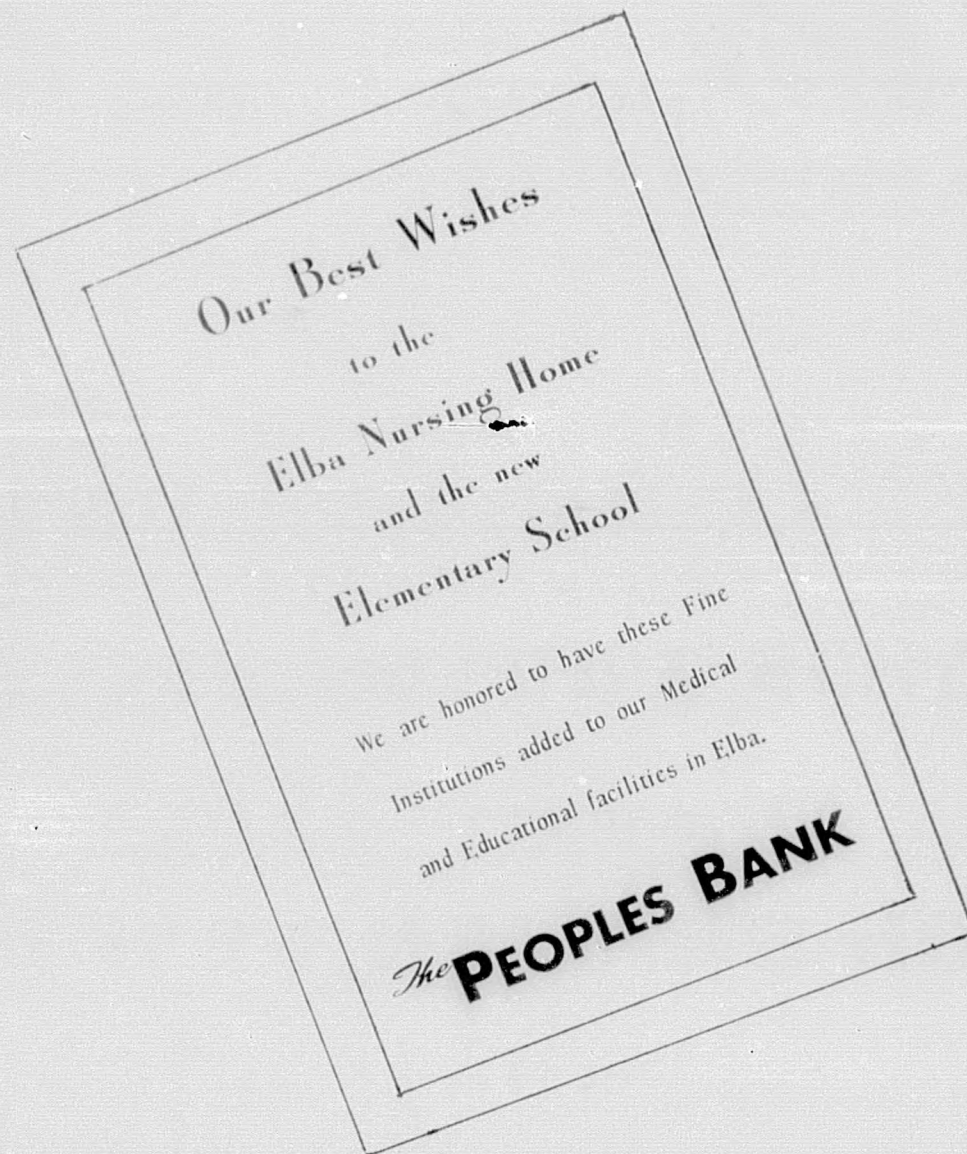 Our Best Wishes
to the
Elba Nursing Home
and the new
Elementary School
We are honored to have these Fine
Institutions added to our Medical
and Educational facilities in Elba.
The PEOPLES BANK